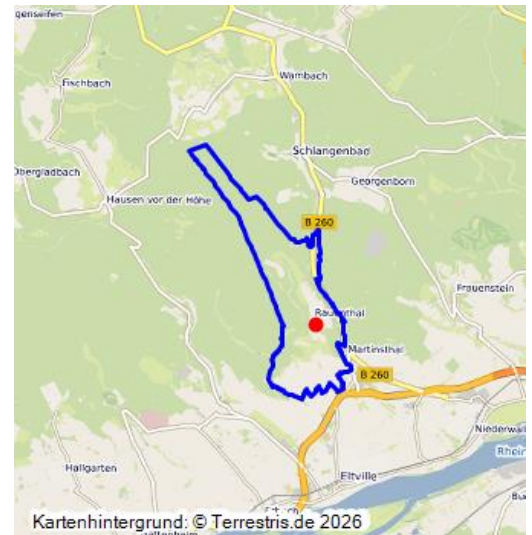 genseifen
Fischbach
Wambach
Schlangenbad
Obergladbach
Georgenborn
Hausen vor der Höhe
B 260
Frauenstein
Rauenthal
Martinsthal
B 260
Niederwall
Hallgarten
Rhein
Eltville
Kartenhintergrund: © Terrestris.de 2026